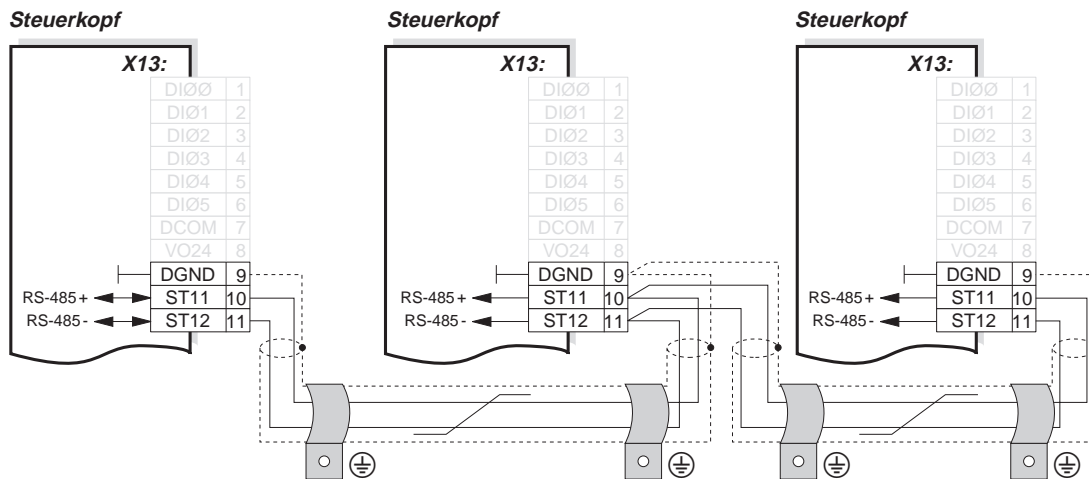 Steuerkopf
X13:
DIØØ 1
DIØ1 2
DIØ2 3
DIØ3 4
DIØ4 5
DIØ5 6
DCOM 7
VO24 8
DGND 9
RS-485+ ST11 10
RS-485- ST12 11
Steuerkopf
X13:
DIØØ 1
DIØ1 2
DIØ2 3
DIØ3 4
DIØ4 5
DIØ5 6
DCOM 7
VO24 8
DGND 9
RS-485+ ST11 10
RS-485- ST12 11
Steuerkopf
X13:
DIØØ 1
DIØ1 2
DIØ2 3
DIØ3 4
DIØ4 5
DIØ5 6
DCOM 7
VO24 8
DGND 9
RS-485+ ST11 10
RS-485- ST12 11